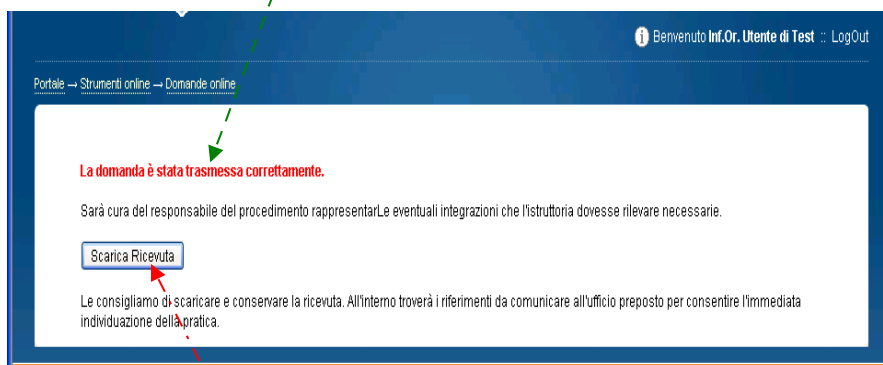 Benvenuto Inf.Or. Utente di Test :: LogOut
Portale → Strumenti online → Domande online
La domanda è stata trasmessa correttamente.
Sarà cura del responsabile del procedimento rappresentarLe eventuali integrazioni che l'istruttoria dovesse rilevare necessarie.
Scarica Ricevuta
Le consigliamo di scaricare e conservare la ricevuta. All'interno troverà i riferimenti da comunicare all'ufficio preposto per consentire l'immediata
individuazione della pratica.